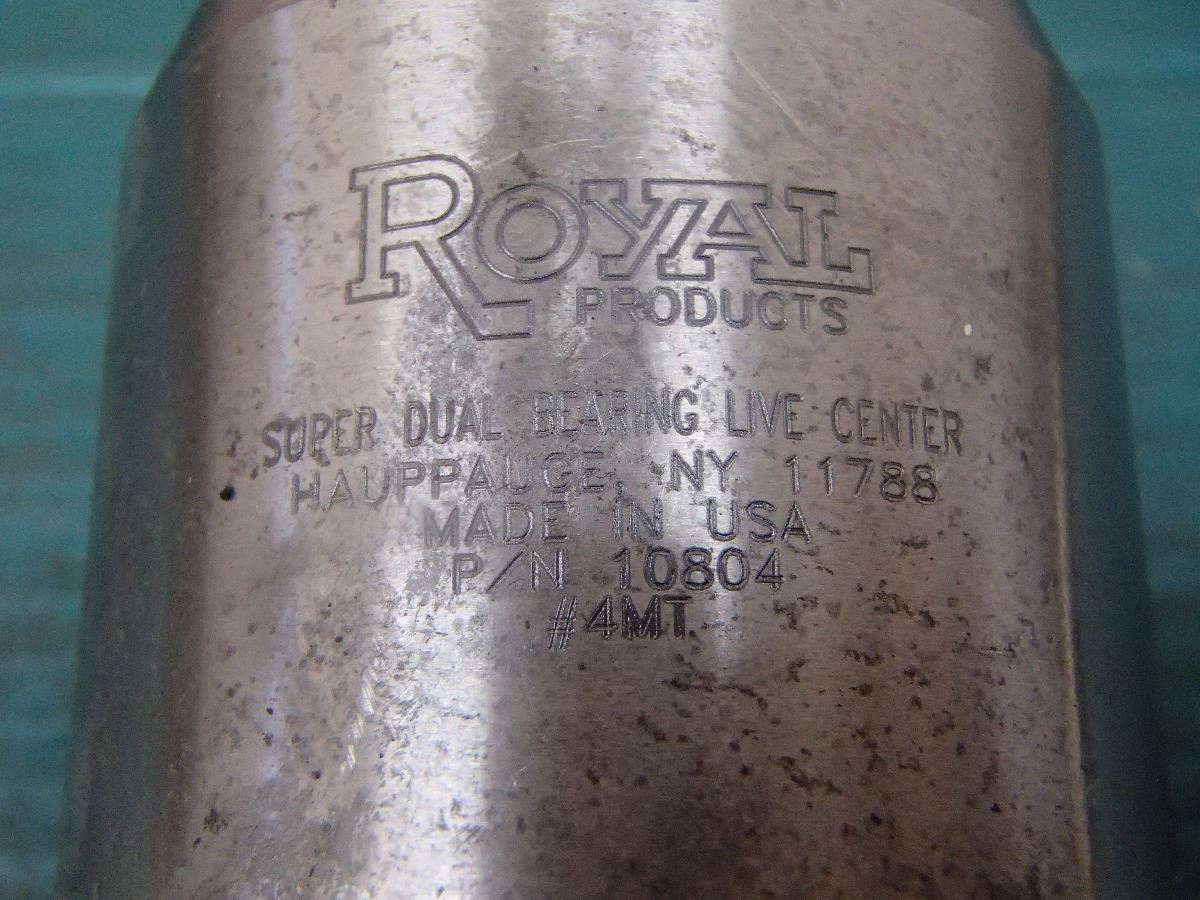 ROYAL
PRODUCTS
SUPER DUAL BEARING LIVE CENTER
HAUPPAUGE, NY 11788
MADE IN USA
P/N 10804
#4MT